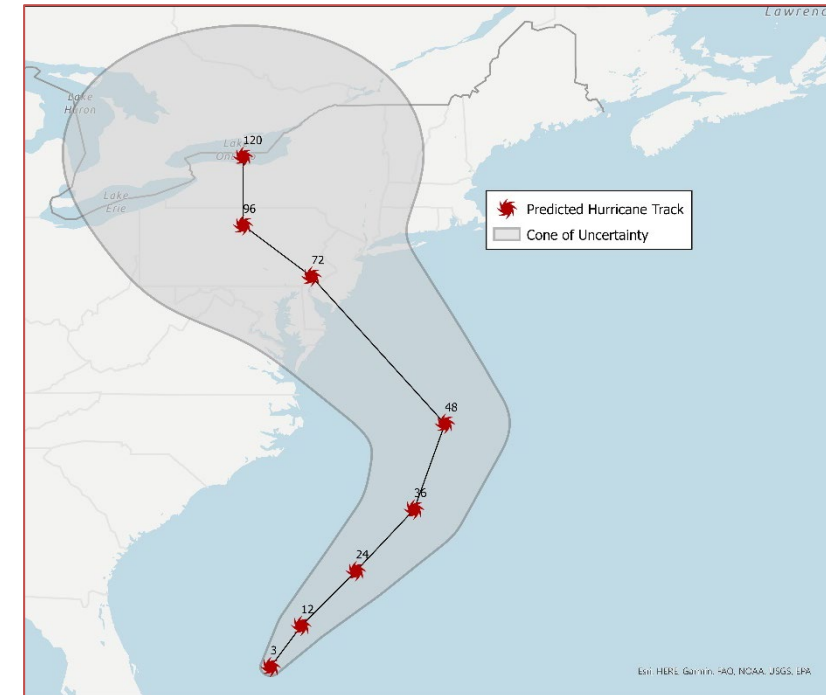 Lawrenc
Lake
Huron
120
Lake
Ontario
96
Lake
Erie
Predicted Hurricane Track
Cone of Uncertainty
72
48
36
24
12
3
Esri, HERE, Garmin, FAO, NOAA, USGS, EPA